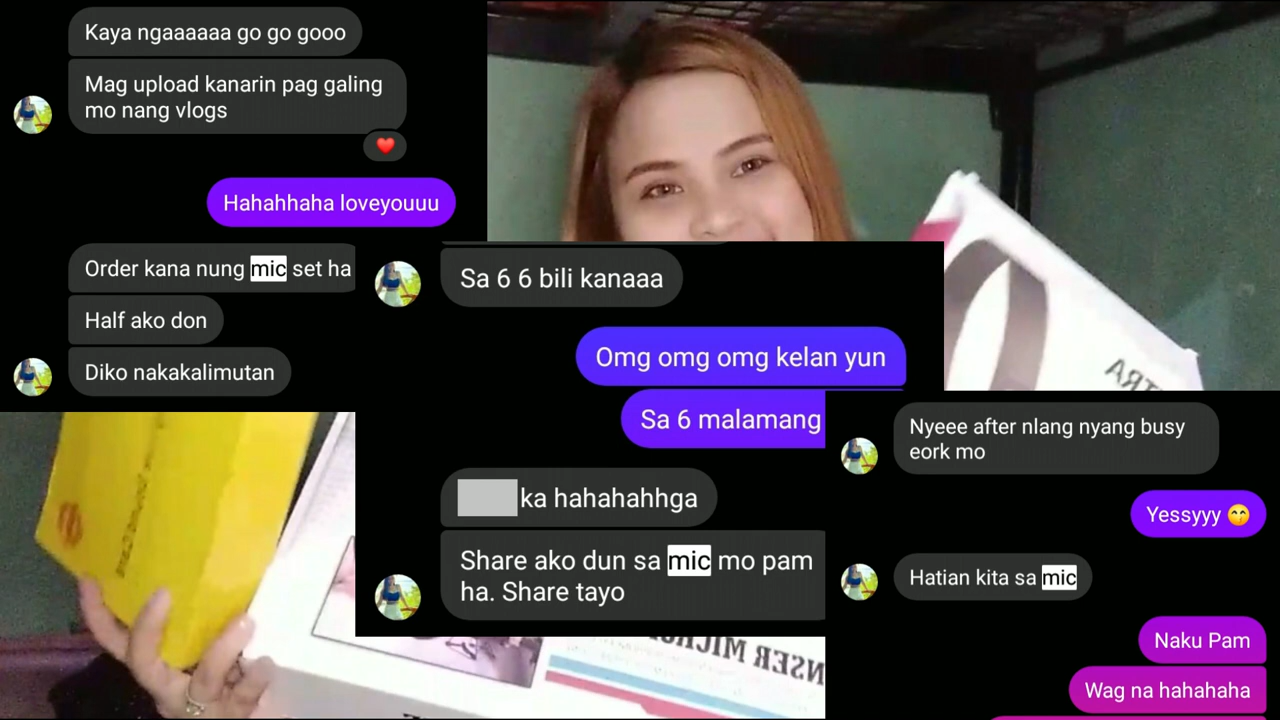 Kaya ngaaaaaa go go gooo
Mag upload kanarin pag galing
mo nang vlogs
Hahahhaha loveyouuu
Order kana nung mic set ha
Half ako don
Diko nakakalimutan
Sa 6 6 bili kanaaa
Omg omg omg kelan yun
Sa 6 malamang
ka hahahahhga
Share ako dun sa mic mo pam
ha. Share tayo
Nyeee after nlang nyang busy
eork mo
Yessyyy 😙
Hatian kita sa mic
Naku Pam
Wag na hahahaha
TRA
NSER MICRO